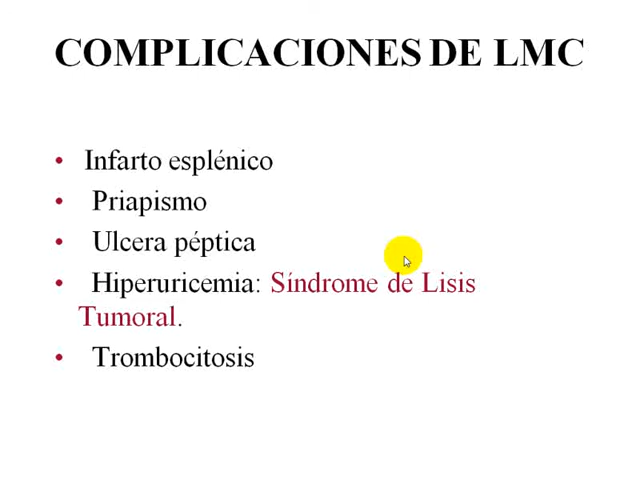 COMPLICACIONES DE LMC
• Infarto esplénico
• Priapismo
• Ulcera péptica
• Hiperuricemia: Síndrome de Lisis
Tumoral.
• Trombocitosis